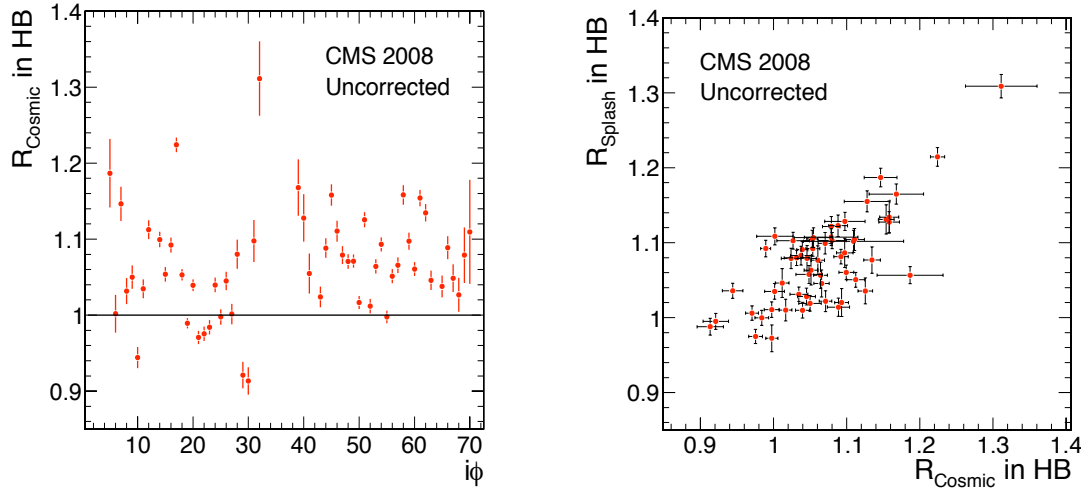 R_Cosmic in HB
1.4
1.3
1.2
1.1
1
0.9
CMS 2008
Uncorrected
10 20 30 40 50 60 70
iϕ
R_Splash in HB
1.4
1.3
1.2
1.1
1
0.9
CMS 2008
Uncorrected
0.9 1 1.1 1.2 1.3 1.4
R_Cosmic in HB